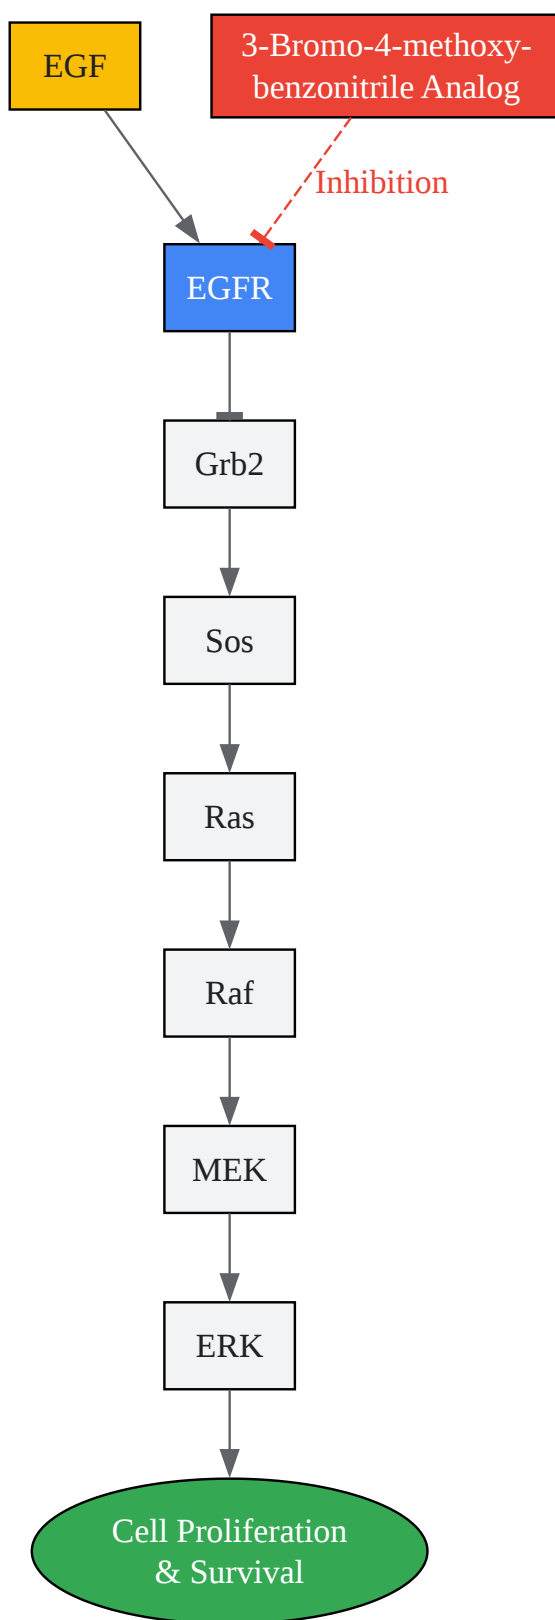 EGF
3-Bromo-4-methoxy-
benzonitrile Analog
Inhibition
EGFR
Grb2
Sos
Ras
Raf
MEK
ERK
Cell Proliferation
& Survival